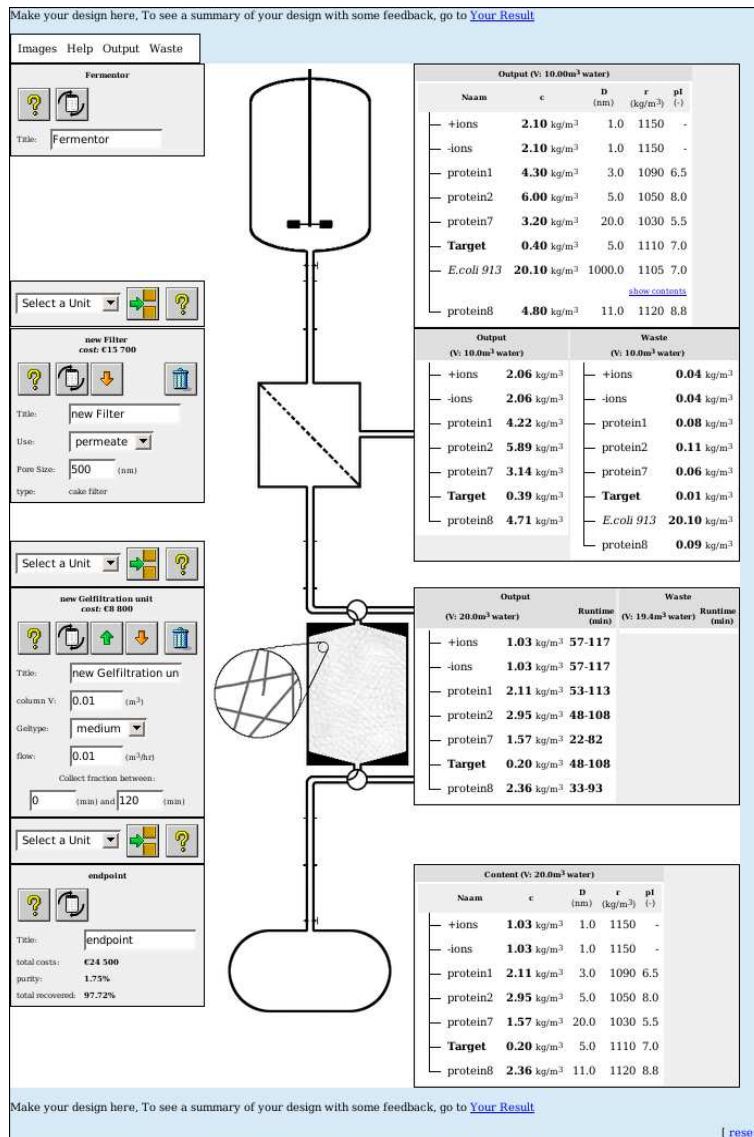 Make your design here, To see a summary of your design with some feedback, go to Your Result
Images Help Output Waste
Fermentor
Title: Fermentor
Output (V: 10.00m³ water)
Naam c D (nm) r (kg/m³) pI (-)
+ions 2.10 kg/m³ 1.0 1150 -
-ions 2.10 kg/m³ 1.0 1150 -
protein1 4.30 kg/m³ 3.0 1090 6.5
protein2 6.00 kg/m³ 5.0 1050 8.0
protein7 3.20 kg/m³ 20.0 1030 5.5
Target 0.40 kg/m³ 5.0 1110 7.0
E.coli 913 20.10 kg/m³ 1000.0 1105 7.0
show contents
protein8 4.80 kg/m³ 11.0 1120 8.8
Select a Unit
new Filter
cost: €15 700
Title: new Filter
Use: permeate
Pore Size: 500 (nm)
type: cake filter
Output Waste
(V: 10.0m³ water) (V: 10.0m³ water)
+ions 2.06 kg/m³ +ions 0.04 kg/m³
-ions 2.06 kg/m³ -ions 0.04 kg/m³
protein1 4.22 kg/m³ protein1 0.08 kg/m³
protein2 5.89 kg/m³ protein2 0.11 kg/m³
protein7 3.14 kg/m³ protein7 0.06 kg/m³
Target 0.39 kg/m³ Target 0.01 kg/m³
protein8 4.71 kg/m³ E.coli 913 20.10 kg/m³
protein8 0.09 kg/m³
Select a Unit
new Gelfiltration unit
cost: €8 800
Title: new Gelfiltration un
column V: 0.01 (m³)
Geltype: medium
flow: 0.01 (m³/hr)
Collect fraction between:
0 (min) and 120 (min)
Output Waste
(V: 20.0m³ water) Runtime (min) (V: 19.4m³ water) Runtime (min)
+ions 1.03 kg/m³ 57-117
-ions 1.03 kg/m³ 57-117
protein1 2.11 kg/m³ 53-113
protein2 2.95 kg/m³ 48-108
protein7 1.57 kg/m³ 22-82
Target 0.20 kg/m³ 48-108
protein8 2.36 kg/m³ 33-93
Select a Unit
endpoint
Title: endpoint
total costs: €24 500
purity: 1.75%
total recovered: 97.72%
Content (V: 20.0m³ water)
Naam c D (nm) r (kg/m³) pI (-)
+ions 1.03 kg/m³ 1.0 1150 -
-ions 1.03 kg/m³ 1.0 1150 -
protein1 2.11 kg/m³ 3.0 1090 6.5
protein2 2.95 kg/m³ 5.0 1050 8.0
protein7 1.57 kg/m³ 20.0 1030 5.5
Target 0.20 kg/m³ 5.0 1110 7.0
protein8 2.36 kg/m³ 11.0 1120 8.8
Make your design here, To see a summary of your design with some feedback, go to Your Result
[ rese